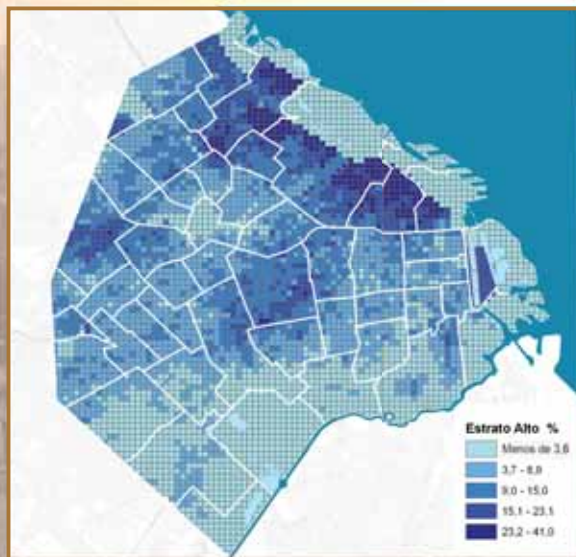 Estrato Alto %
Menos de 3,6
3,7 - 8,9
9,0 - 15,0
15,1 - 23,1
23,2 - 41,0